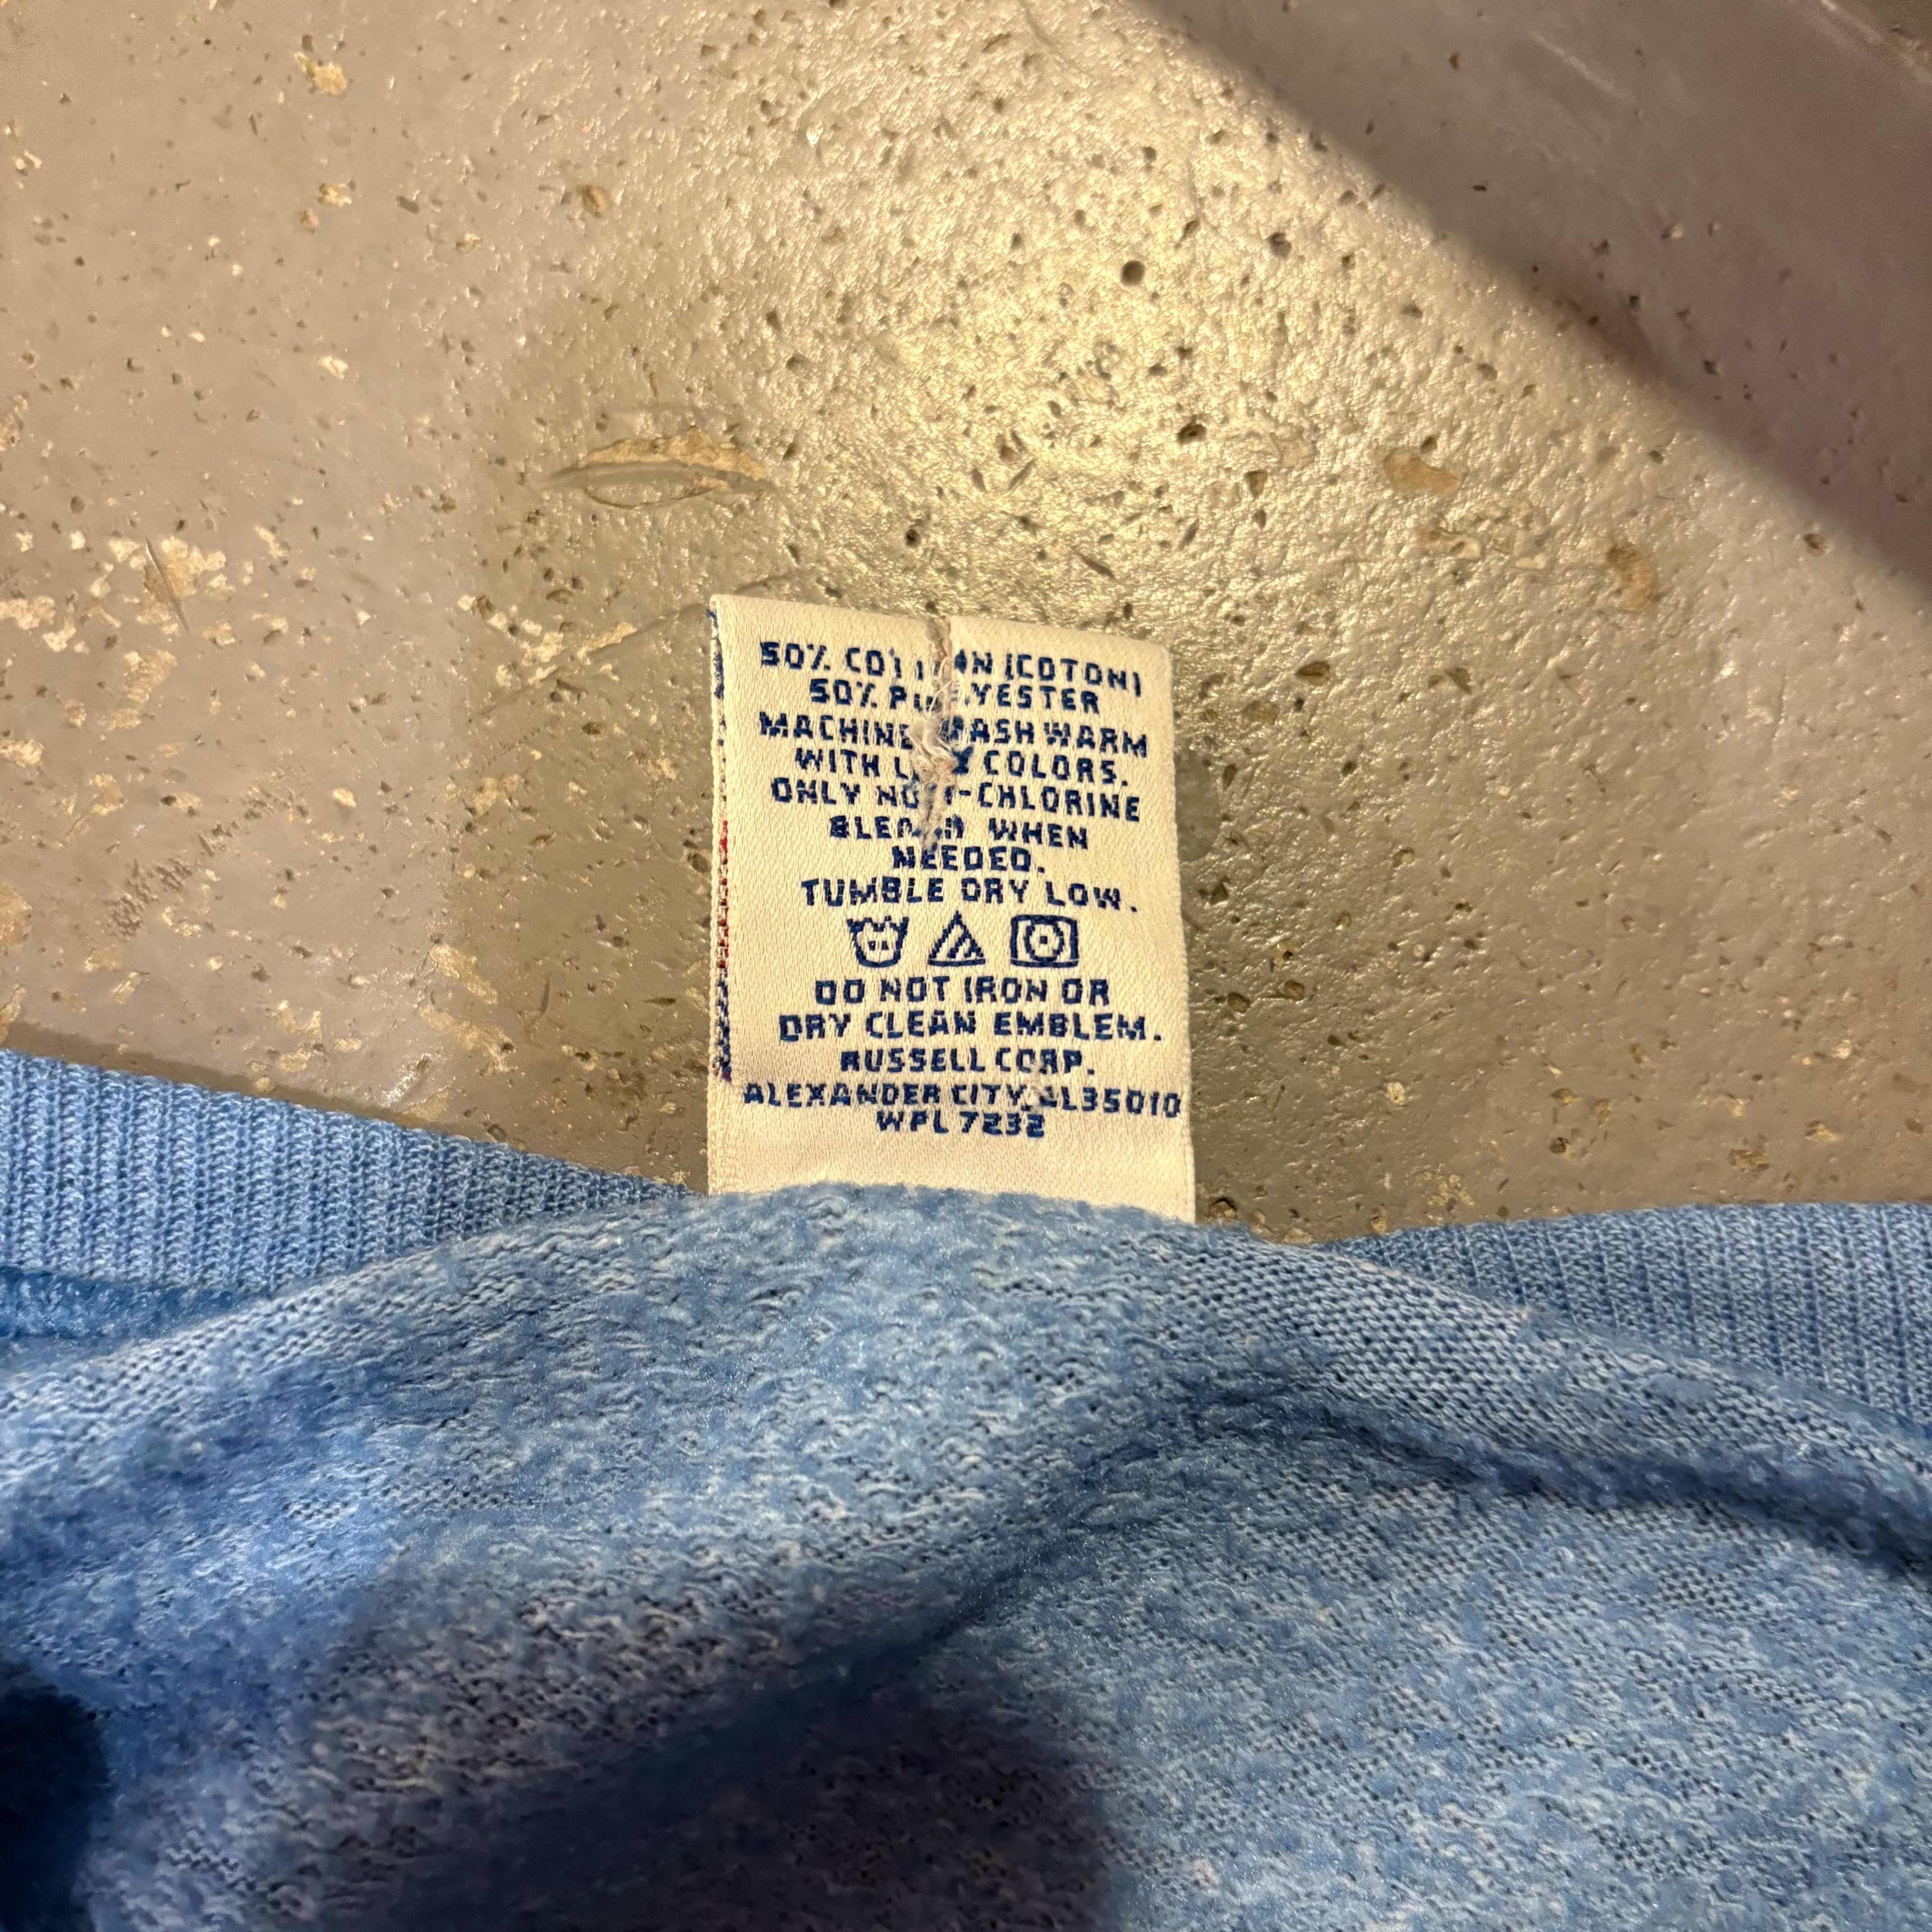 50% COTTON (COTON)
50% POLYESTER
MACHINE WASH WARM
WITH LIKE COLORS.
ONLY NON-CHLORINE
BLEACH WHEN
NEEDED.
TUMBLE DRY LOW.
DO NOT IRON OR
DRY CLEAN EMBLEM.
RUSSELL CORP.
ALEXANDER CITY, AL35010
WPL 7232